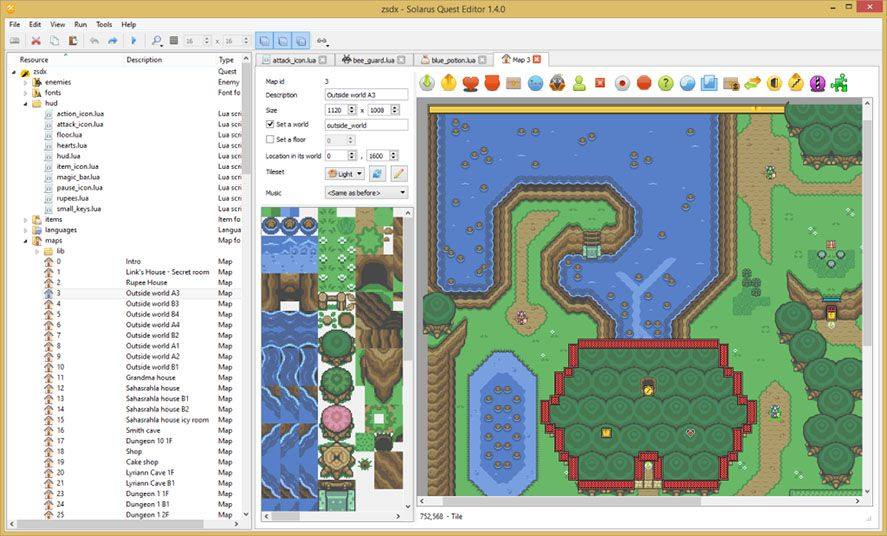 zsdx - Solarus Quest Editor 1.4.0
File Edit View Run Tools Help
16 x 16
Resource Description Type
zsdx Quest
enemies Enemy
fonts Font fo
hud
action_icon.lua Lua scri
attack_icon.lua Lua scri
floor.lua Lua scri
hearts.lua Lua scri
hud.lua Lua scri
item_icon.lua Lua scri
magic_bar.lua Lua scri
pause_icon.lua Lua scri
rupees.lua Lua scri
small_keys.lua Lua scri
items Item fo
languages Langua
maps Map fo
lib
0 Intro Map
1 Link's House - Secret room Map
2 Rupee House Map
3 Outside world A3 Map
4 Outside world B3 Map
5 Outside world B4 Map
6 Outside world A4 Map
7 Outside world B2 Map
8 Outside world A1 Map
9 Outside world A2 Map
10 Outside world B1 Map
11 Grandma house Map
12 Sahasrahla house Map
13 Sahasrahla house B1 Map
14 Sahasrahla house B2 Map
15 Sahasrahla house icy room Map
16 Smith cave Map
17 Dungeon 10 1F Map
18 Shop Map
19 Cake shop Map
20 Lyriann Cave 1F Map
21 Lyriann Cave B1 Map
23 Dungeon 1 1F Map
24 Dungeon 1 B1 Map
25 Dungeon 1 2F Map
attack_icon.lua bee_guard.lua blue_potion.lua Map 3
Map id 3
Description Outside world A3
Size 1120 x 1008
Set a world outside_world
Set a floor 0
Location in its world 0 , 1600
Tileset Light
Music <Same as before>
752,568 - Tile